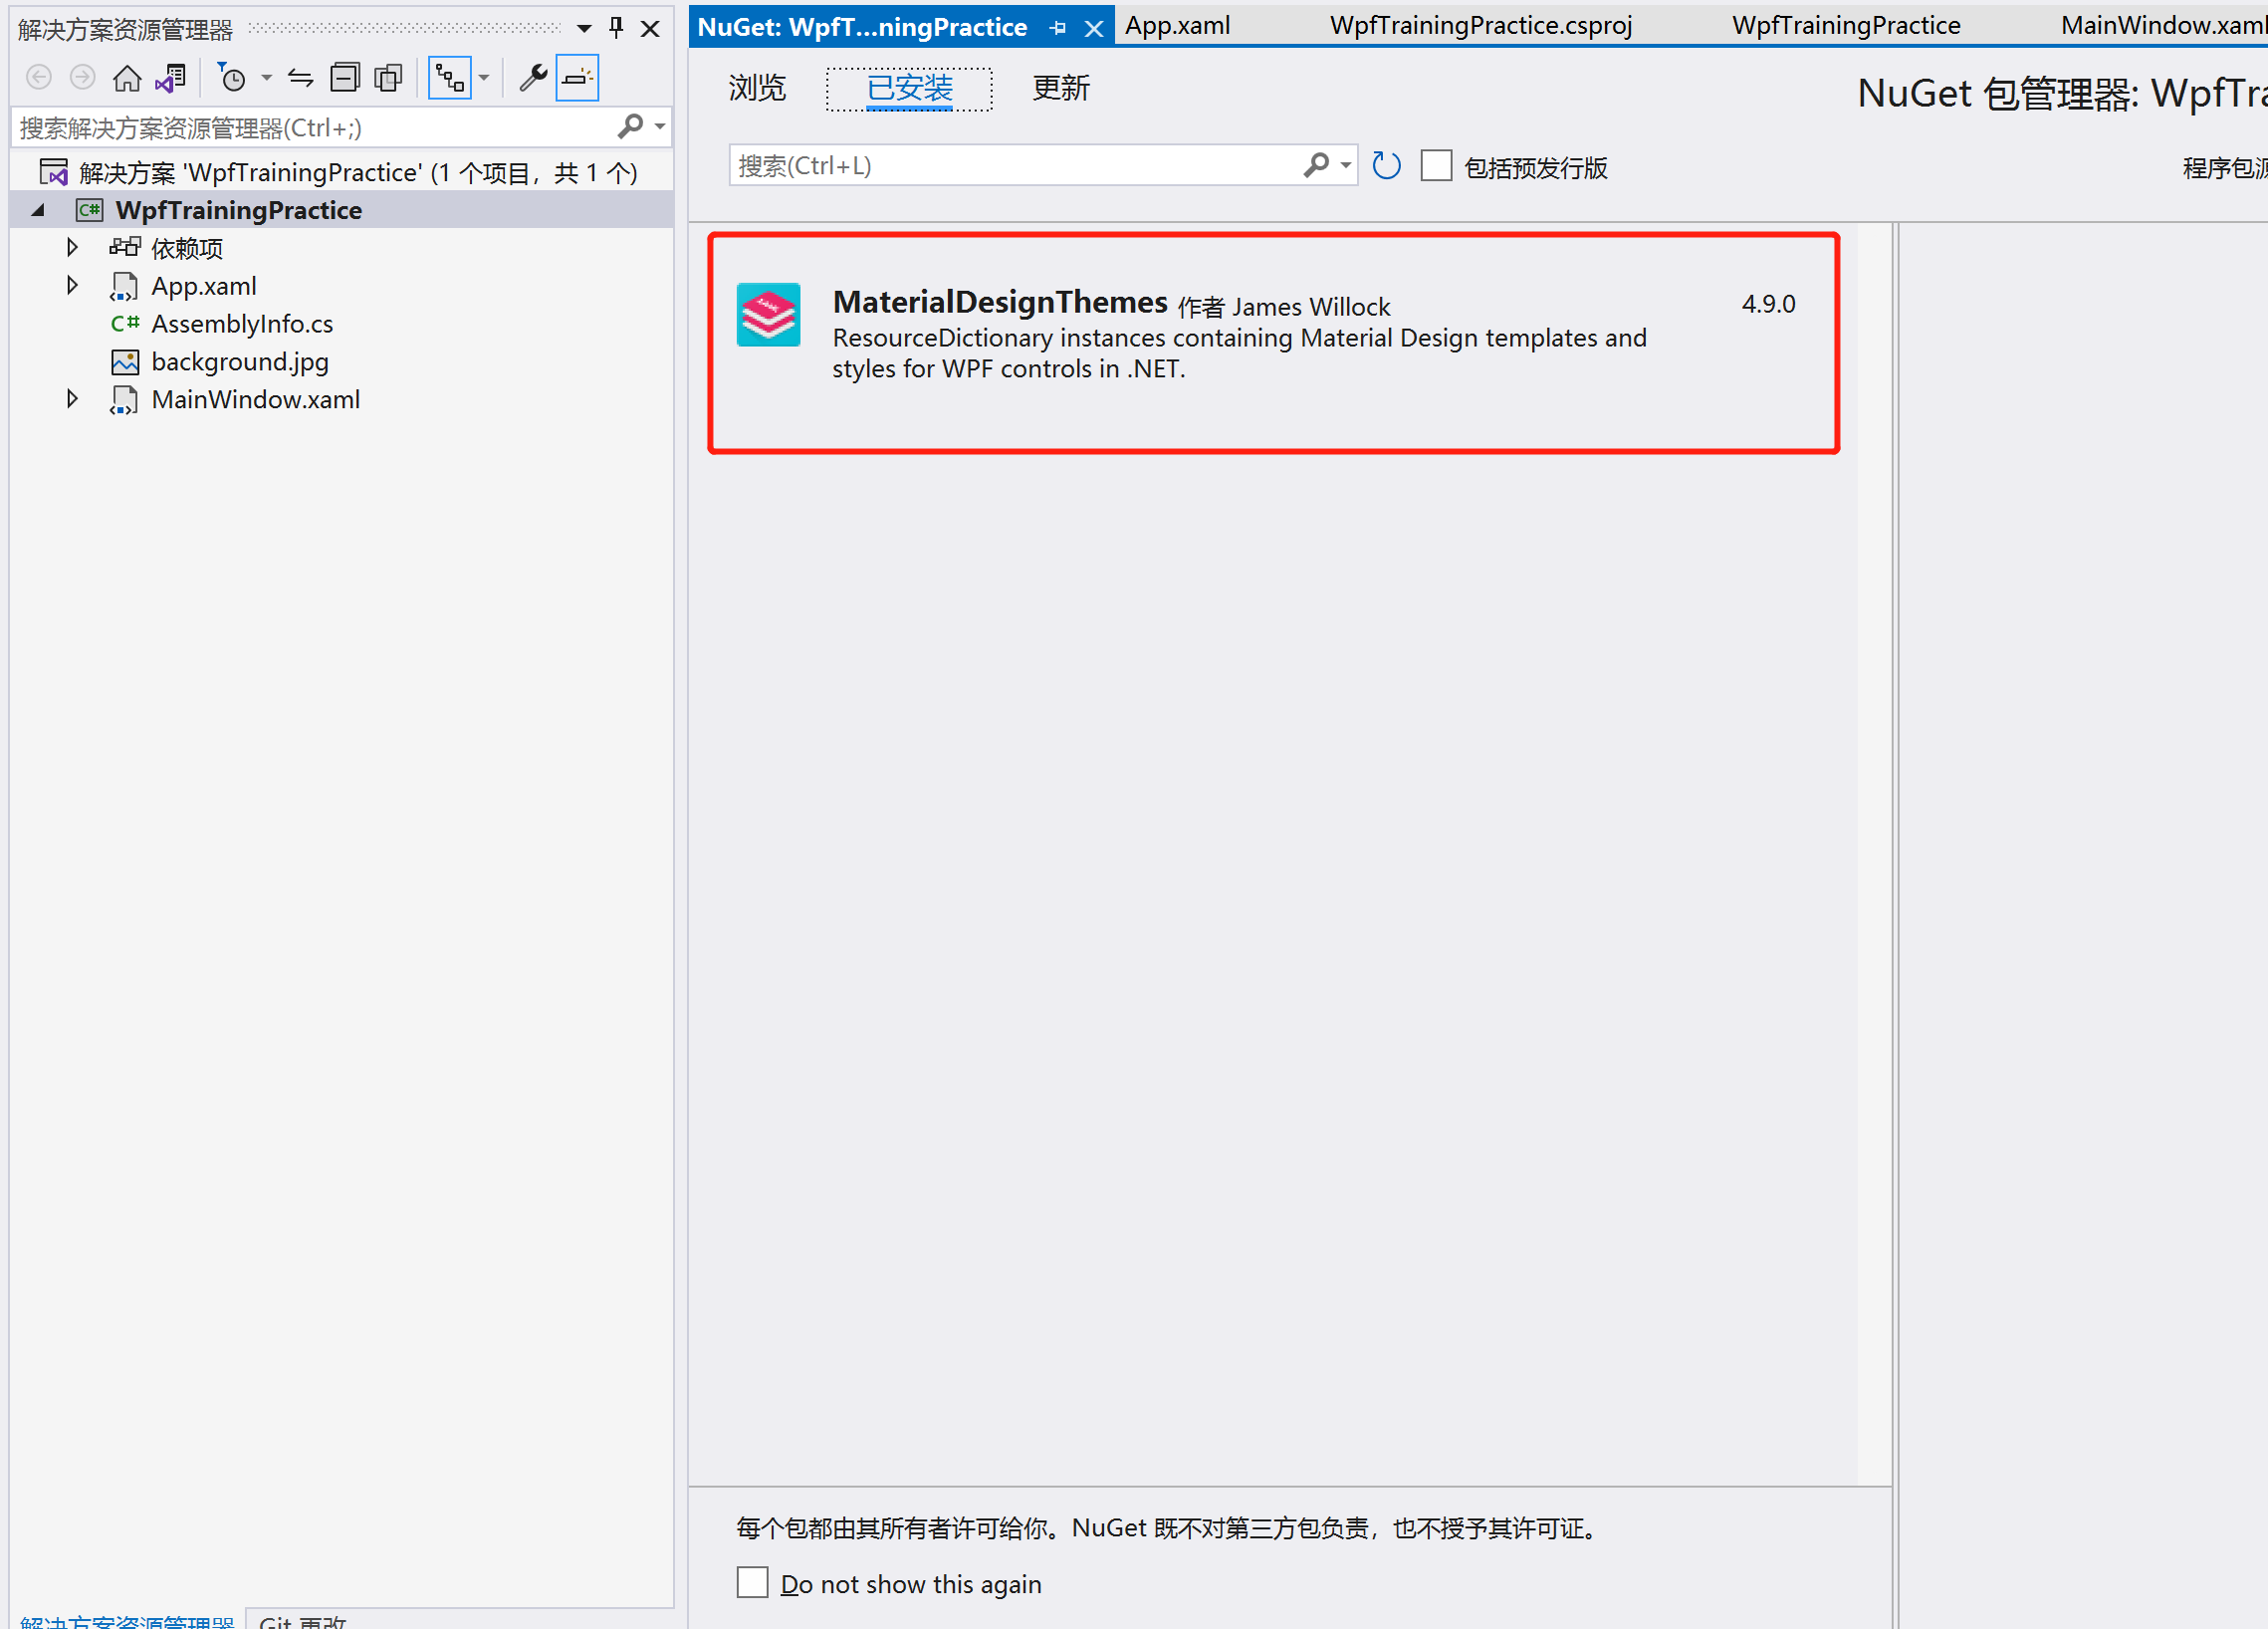 解决方案资源管理器
搜索解决方案资源管理器(Ctrl+;)
解决方案 'WpfTrainingPractice' (1 个项目，共 1 个)
C# WpfTrainingPractice
依赖项
App.xaml
C# AssemblyInfo.cs
background.jpg
MainWindow.xaml
解决方案资源管理器
Git 更改
NuGet: WpfT...ningPractice
App.xaml
WpfTrainingPractice.csproj
WpfTrainingPractice
MainWindow.xaml
浏览
已安装
更新
NuGet 包管理器: WpfTra
搜索(Ctrl+L)
包括预发行版
程序包源
MaterialDesignThemes 作者 James Willock
4.9.0
ResourceDictionary instances containing Material Design templates and
styles for WPF controls in .NET.
每个包都由其所有者许可给你。NuGet 既不对第三方包负责，也不授予其许可证。
Do not show this again